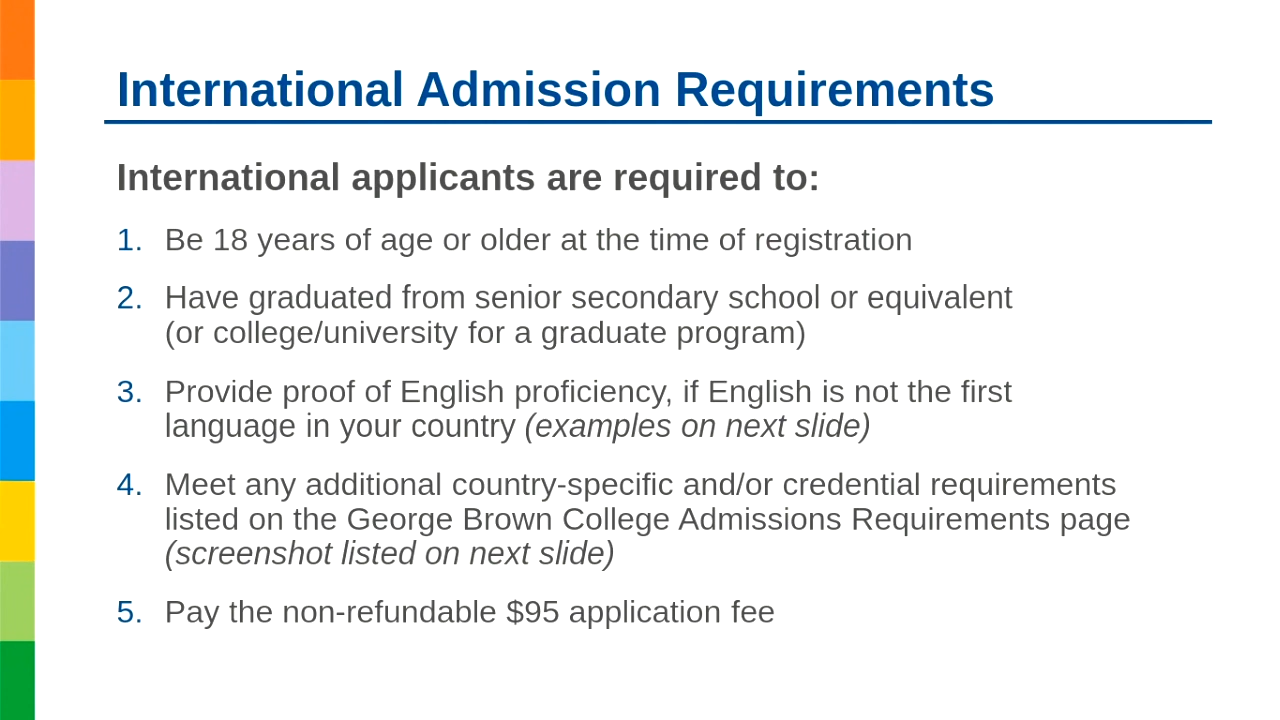 International Admission Requirements
International applicants are required to:
1. Be 18 years of age or older at the time of registration
2. Have graduated from senior secondary school or equivalent
(or college/university for a graduate program)
3. Provide proof of English proficiency, if English is not the first
language in your country (examples on next slide)
4. Meet any additional country-specific and/or credential requirements
listed on the George Brown College Admissions Requirements page
(screenshot listed on next slide)
5. Pay the non-refundable $95 application fee